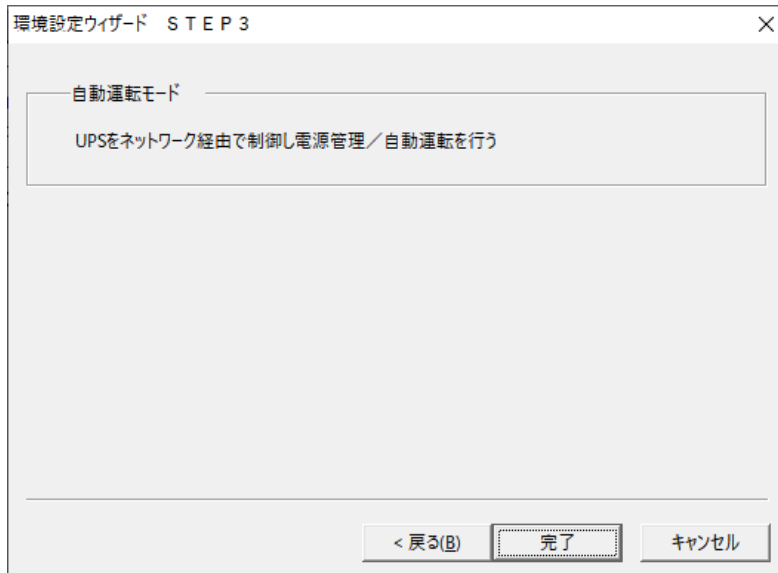 環境設定ウィザード　ＳＴＥＰ３
自動運転モード
UPSをネットワーク経由で制御し電源管理／自動運転を行う
< 戻る(B)
完了
キャンセル